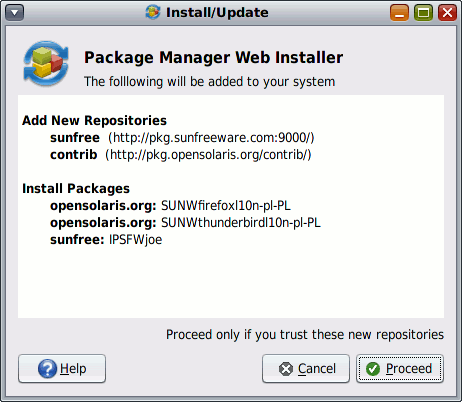 Install/Update
Package Manager Web Installer
The folllowing will be added to your system
Add New Repositories
sunfree (http://pkg.sunfreeware.com:9000/)
contrib (http://pkg.opensolaris.org/contrib/)
Install Packages
opensolaris.org: SUNWfirefoxl10n-pl-PL
opensolaris.org: SUNWthunderbirdl10n-pl-PL
sunfree: IPSFWjoe
Proceed only if you trust these new repositories
Help
Cancel
Proceed